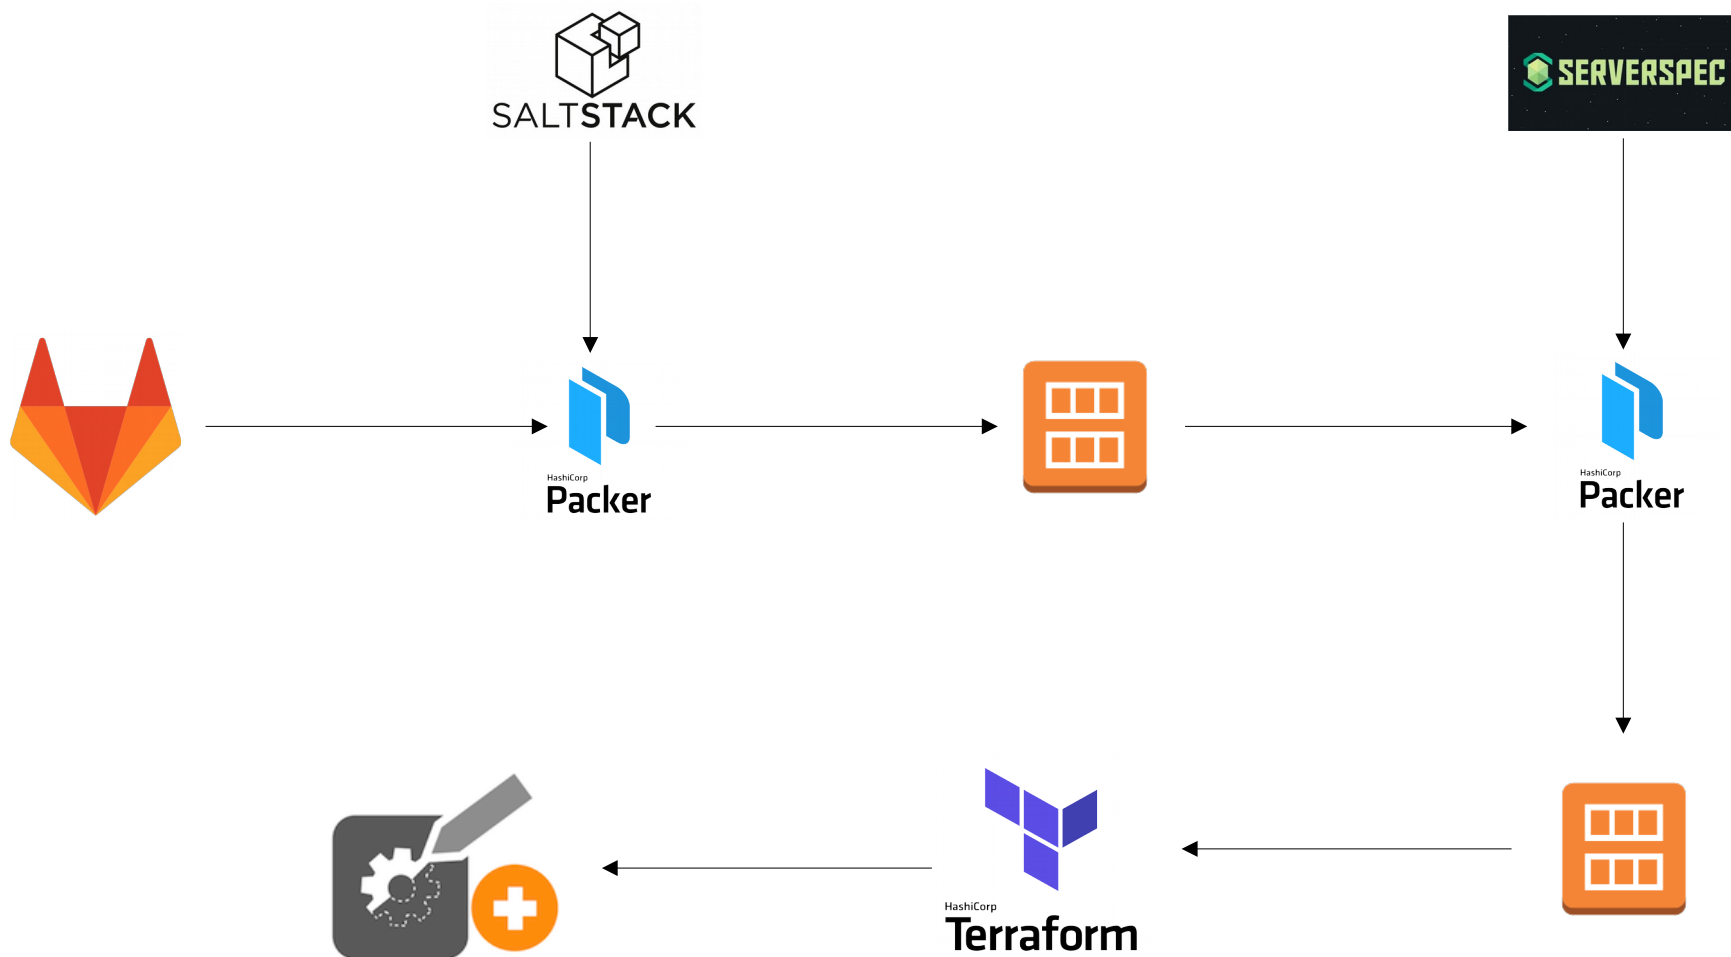 SALTSTACK
SERVERSPEC
HashiCorp
Packer
HashiCorp
Packer
HashiCorp
Terraform